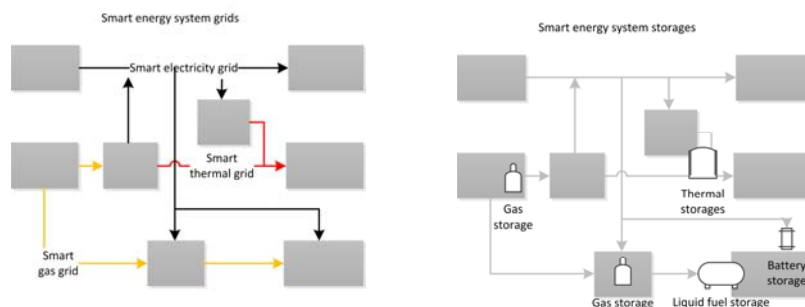 Smart energy system grids
Smart electricity grid
Smart
thermal grid
Smart
gas grid
Smart energy system storages
Gas
storage
Thermal
storages
Battery
storage
Gas storage
Liquid fuel storage